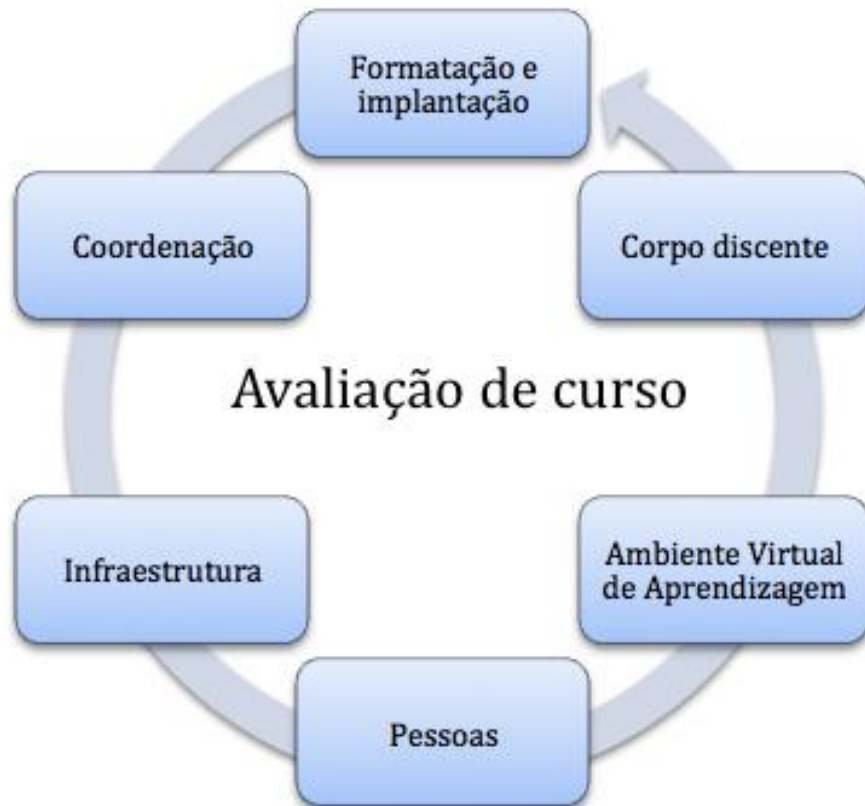 Formatação e
implantação
Coordenação
Corpo discente
Avaliação de curso
Infraestrutura
Ambiente Virtual
de Aprendizagem
Pessoas